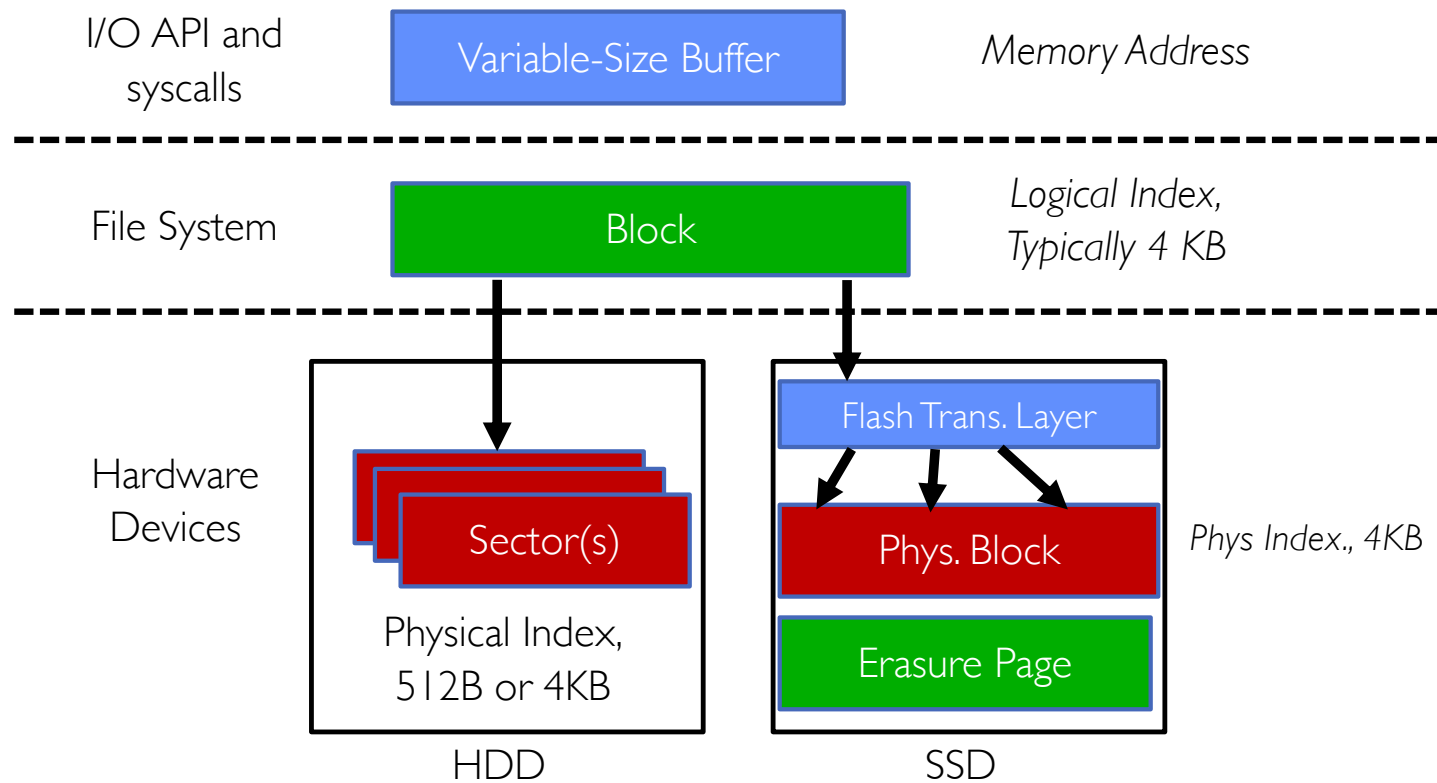 I/O API and
syscalls
Variable-Size Buffer
Memory Address
File System
Block
Logical Index,
Typically 4 KB
Hardware
Devices
Sector(s)
Physical Index,
512B or 4KB
HDD
Flash Trans. Layer
Phys. Block
Erasure Page
SSD
Phys Index., 4KB